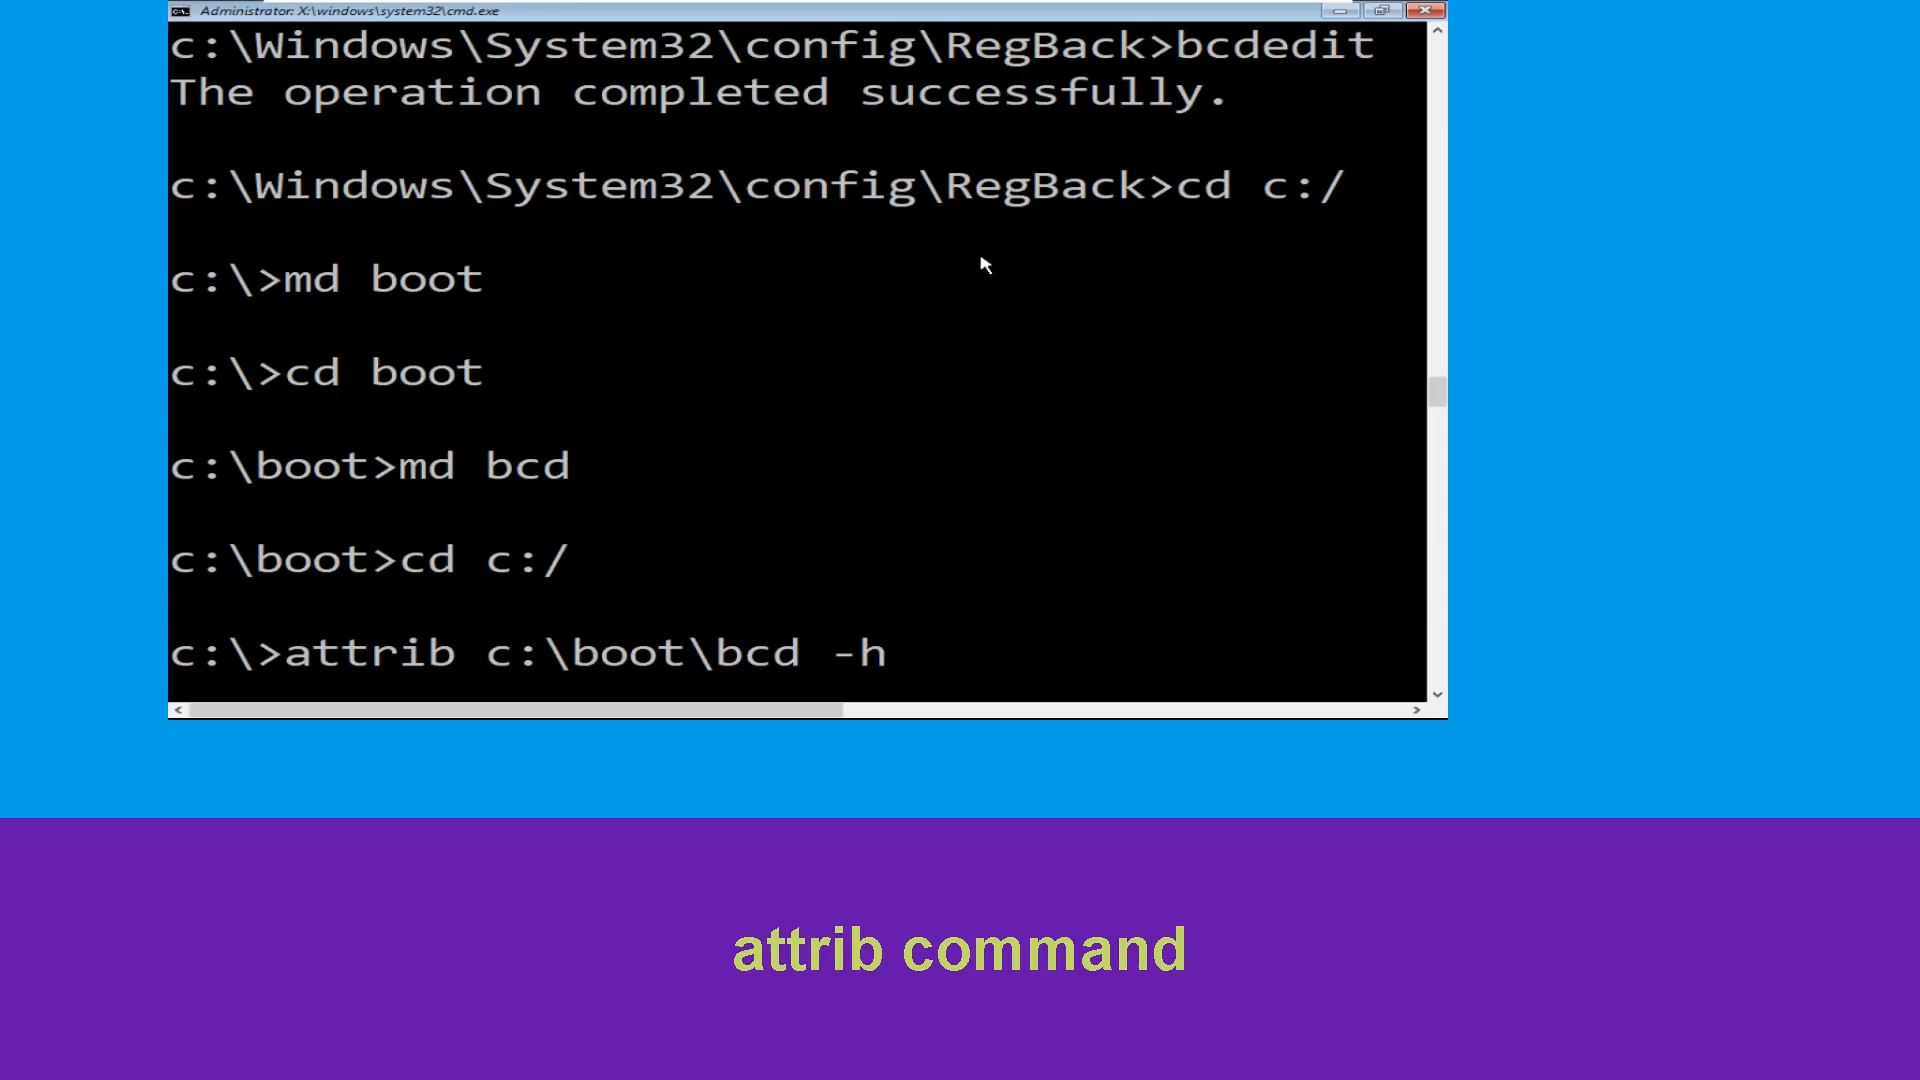 Administrator: X:\windows\system32\cmd.exe
c:\Windows\System32\config\RegBack>bcdedit
The operation completed successfully.
c:\Windows\System32\config\RegBack>cd c:/
c:\>md boot
c:\>cd boot
c:\boot>md bcd
c:\boot>cd c:/
c:\>attrib c:\boot\bcd -h
attrib command